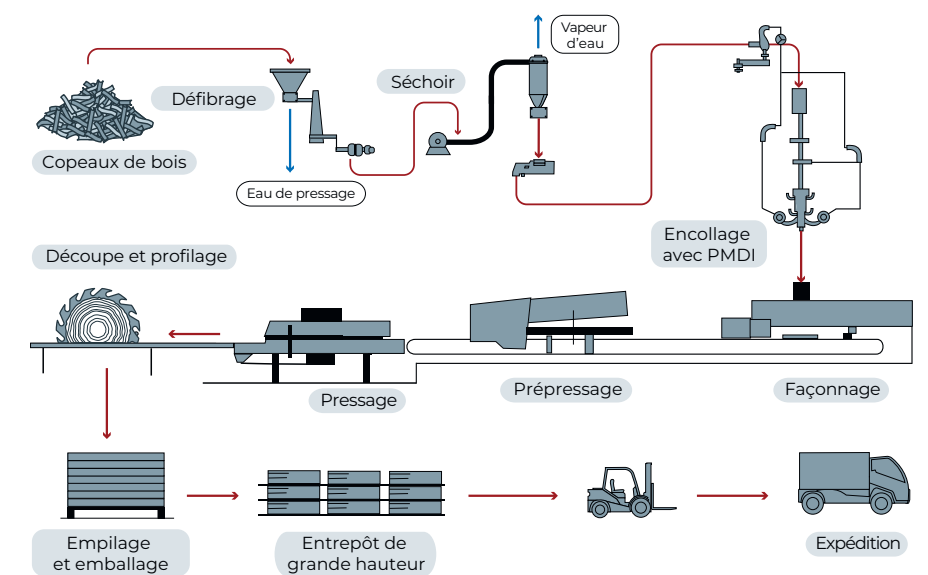 Vapeur
d'eau
Séchoir
Défibrage
Copeaux de bois
Eau de pressage
Encollage
avec PMDI
Découpe et profilage
Pressage
Prépressage
Façonnage
Empilage
et emballage
Entrepôt de
grande hauteur
Expédition